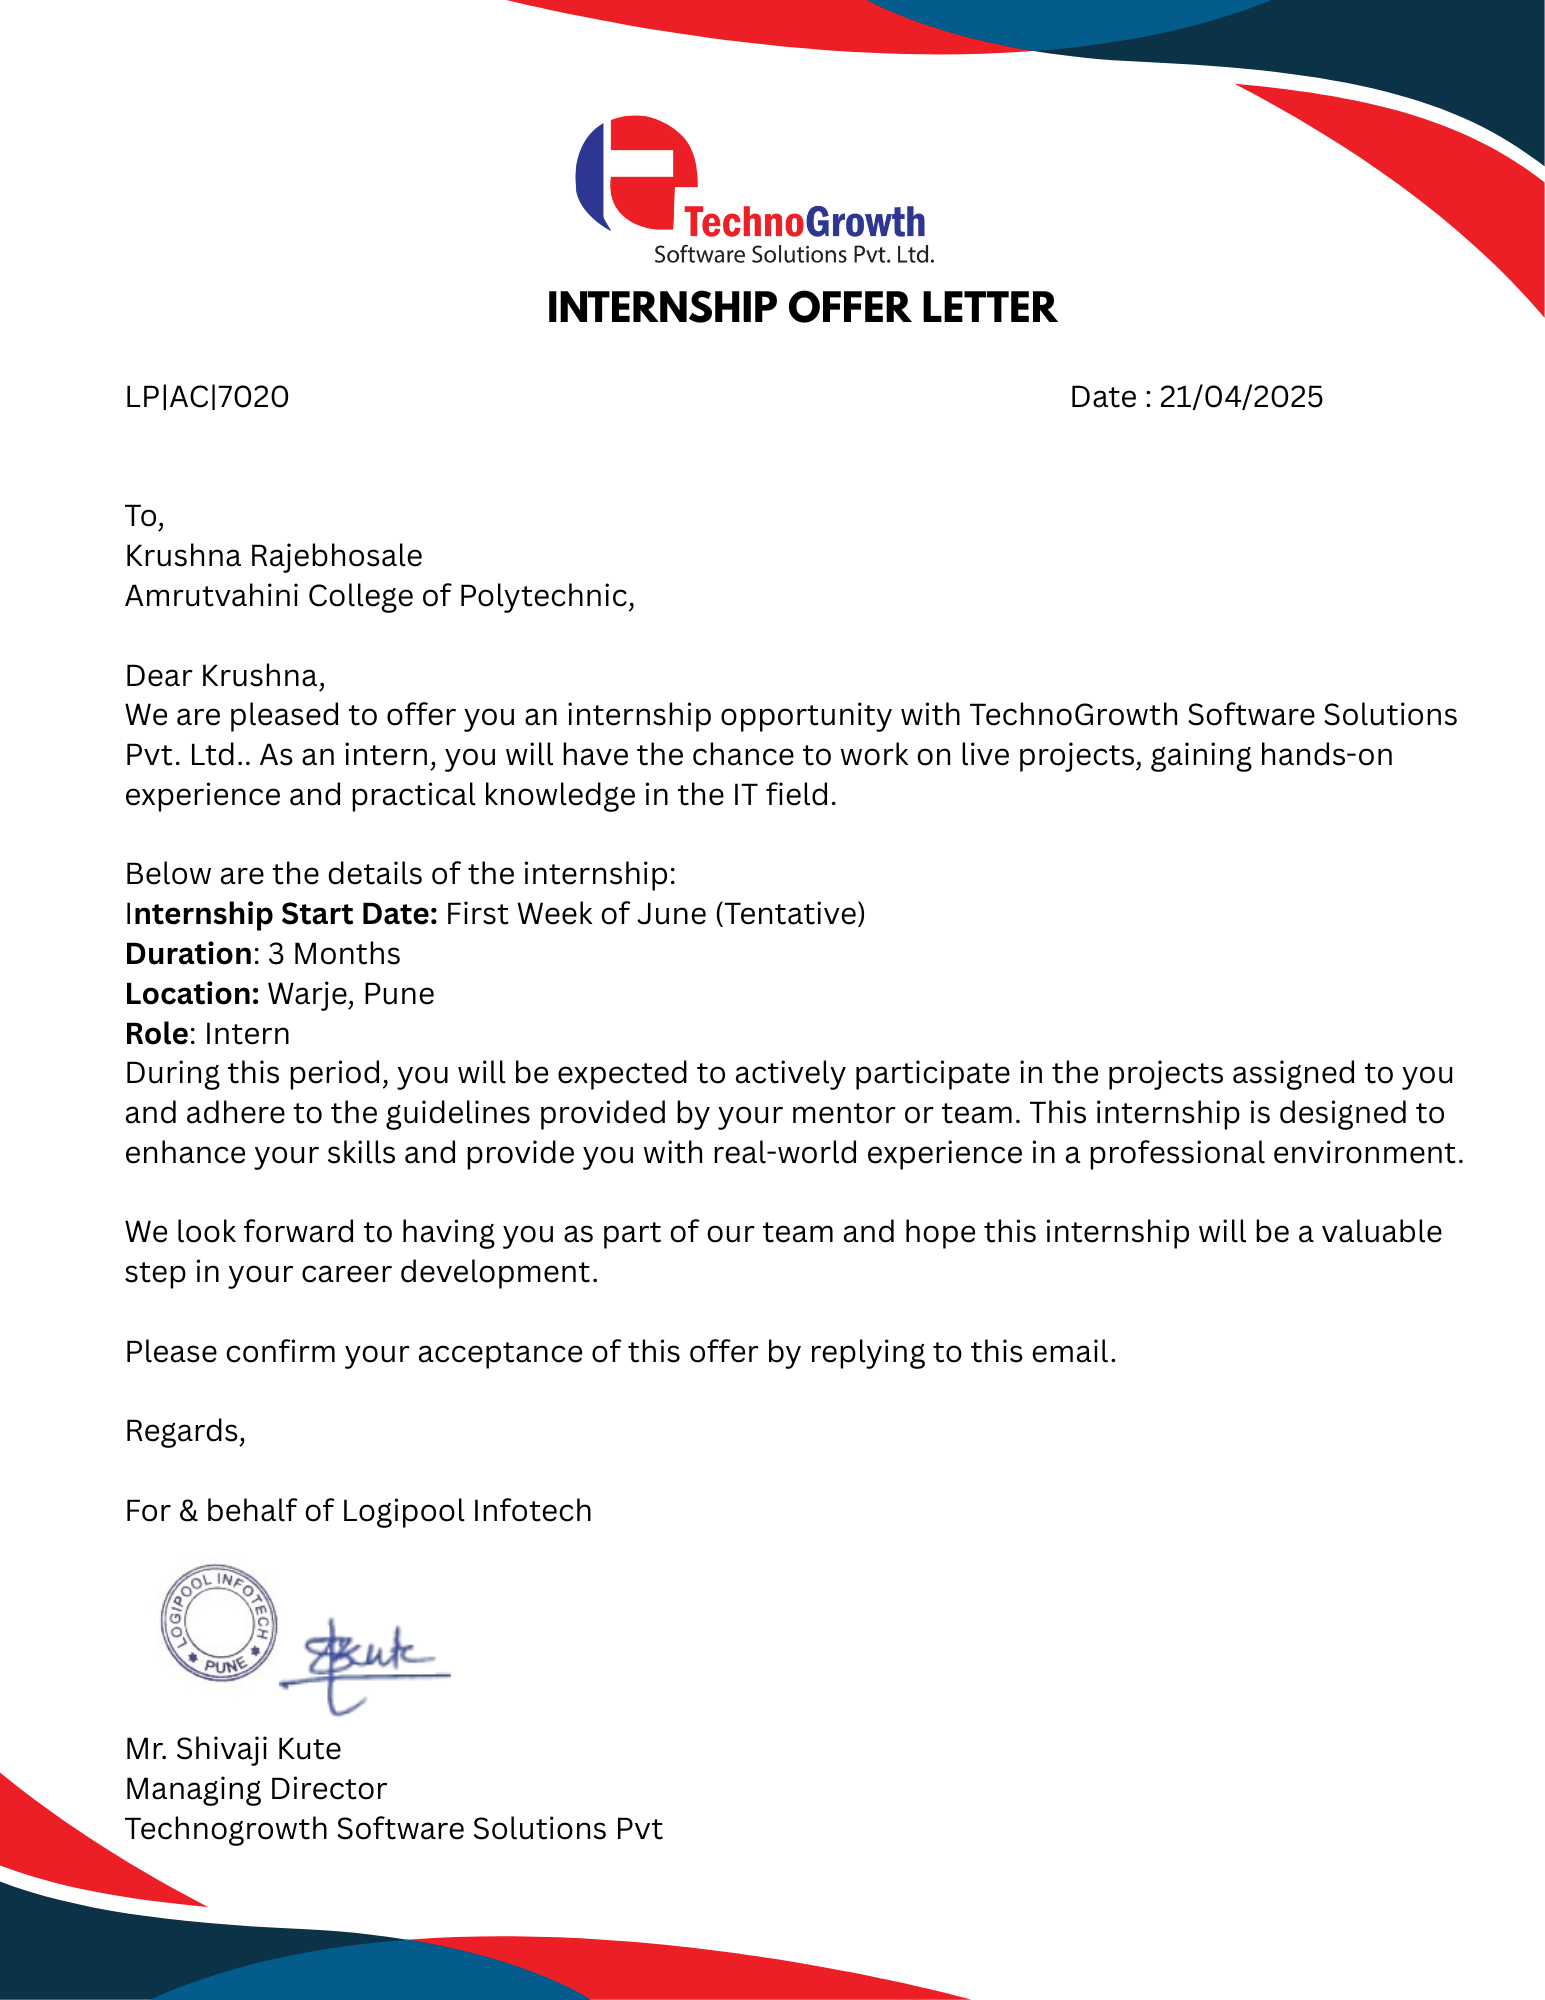 TechnoGrowth
Software Solutions Pvt. Ltd.
INTERNSHIP OFFER LETTER
LP|AC|7020 Date : 21/04/2025
To,
Krushna Rajebhosale
Amrutvahini College of Polytechnic,
Dear Krushna,
We are pleased to offer you an internship opportunity with TechnoGrowth Software Solutions
Pvt. Ltd.. As an intern, you will have the chance to work on live projects, gaining hands-on
experience and practical knowledge in the IT field.
Below are the details of the internship:
Internship Start Date: First Week of June (Tentative)
Duration: 3 Months
Location: Warje, Pune
Role: Intern
During this period, you will be expected to actively participate in the projects assigned to you
and adhere to the guidelines provided by your mentor or team. This internship is designed to
enhance your skills and provide you with real-world experience in a professional environment.
We look forward to having you as part of our team and hope this internship will be a valuable
step in your career development.
Please confirm your acceptance of this offer by replying to this email.
Regards,
For & behalf of Logipool Infotech
LOGIPOOL INFOTECH
PUNE
Mr. Shivaji Kute
Managing Director
Technogrowth Software Solutions Pvt